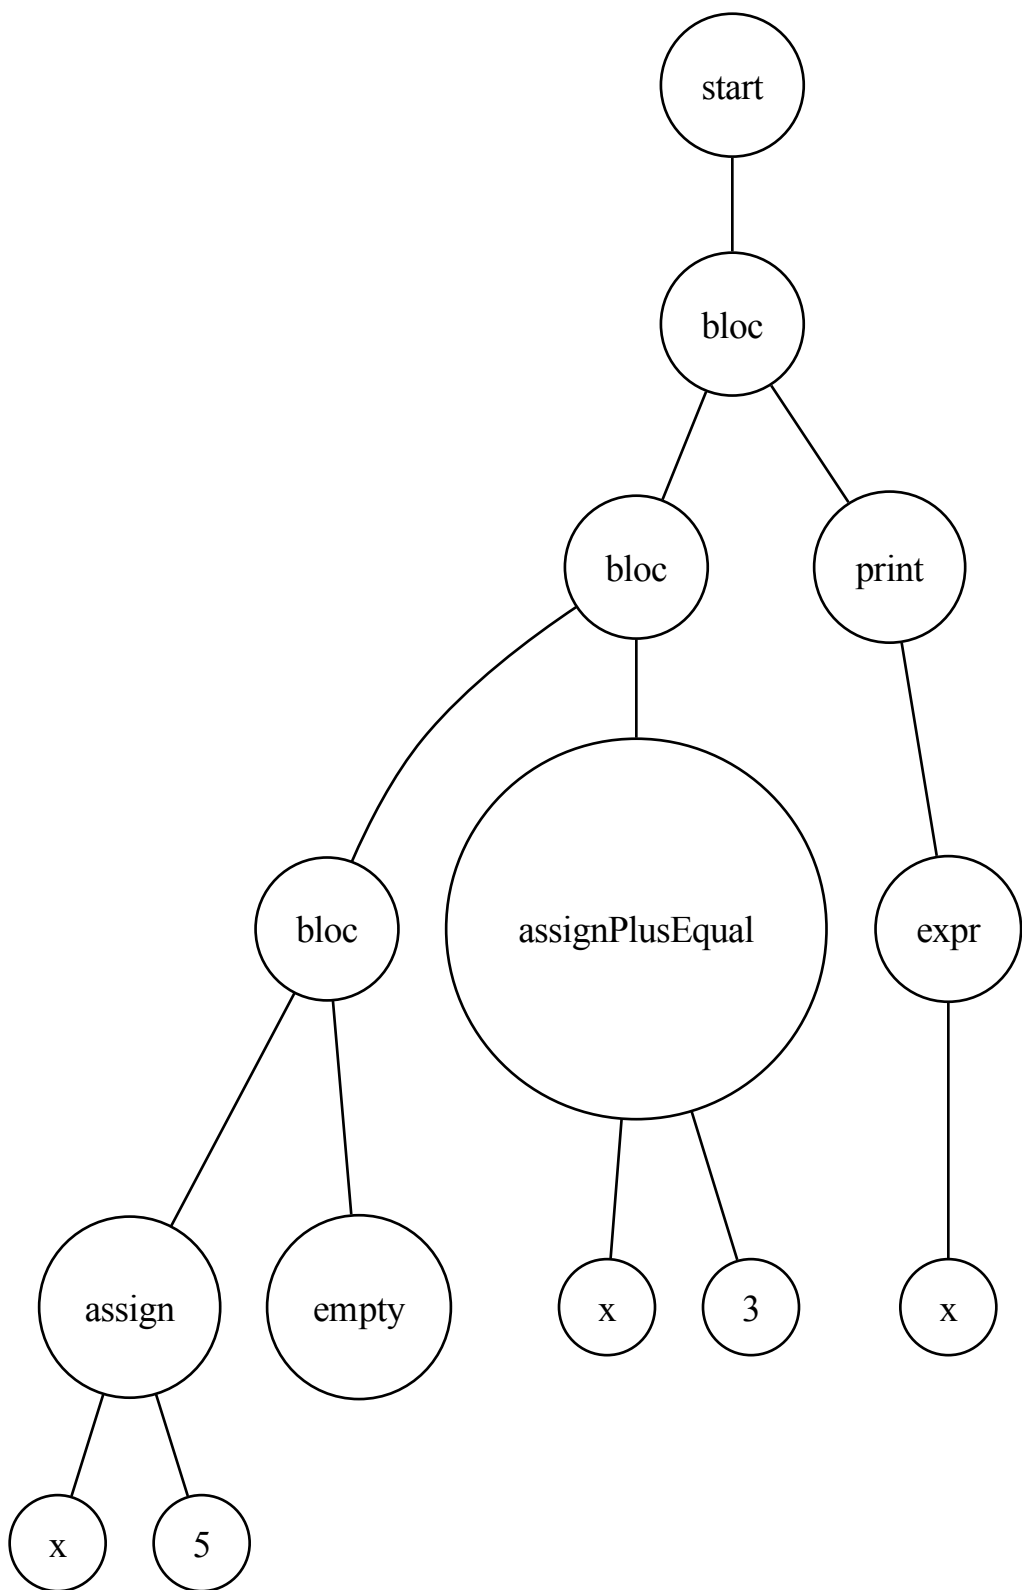 start
bloc
bloc
print
bloc
assignPlusEqual
expr
assign
empty
x
3
x
x
5